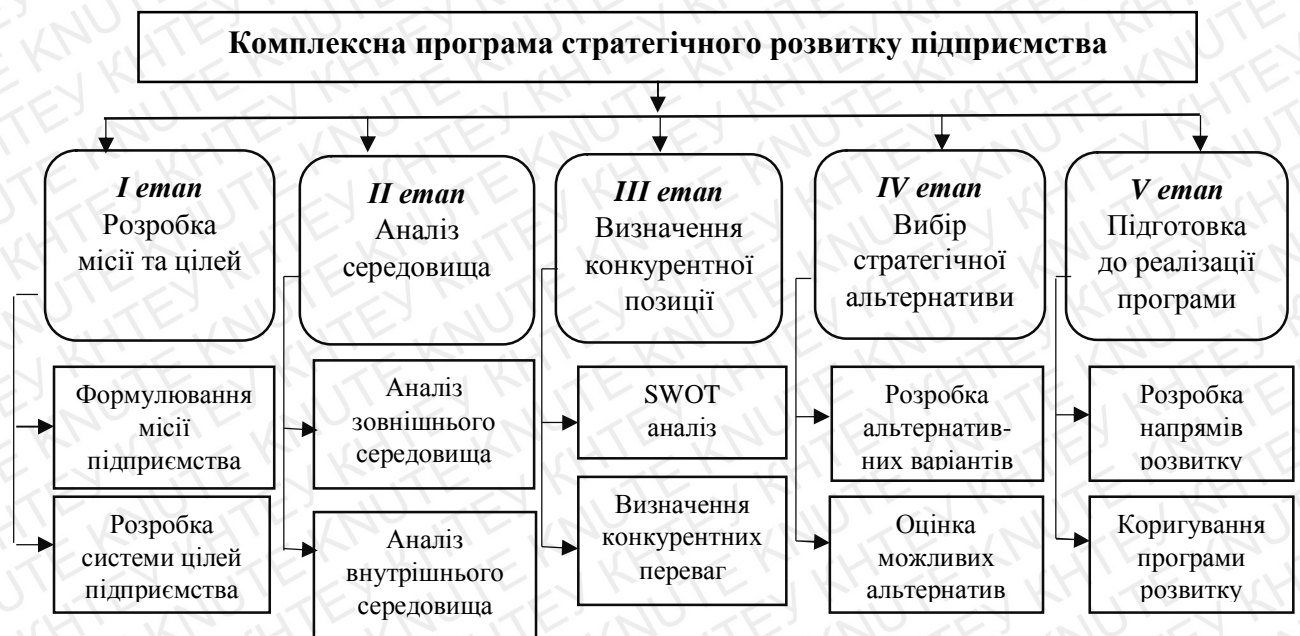 Комплексна програма стратегічного розвитку підприємства
І етап
Розробка
місії та цілей
ІІ етап
Аналіз
середовища
ІІІ етап
Визначення
конкурентної
позиції
IV етап
Вибір
стратегічної
альтернативи
V етап
Підготовка
до реалізації
програми
Формулювання
місії
підприємства
Аналіз
зовнішнього
середовища
SWOT
аналіз
Розробка
альтернатив-
них варіантів
Розробка
напрямів
розвитку
Розробка
системи цілей
підприємства
Аналіз
внутрішнього
середовища
Визначення
конкурентних
переваг
Оцінка
можливих
альтернатив
Коригування
програми
розвитку